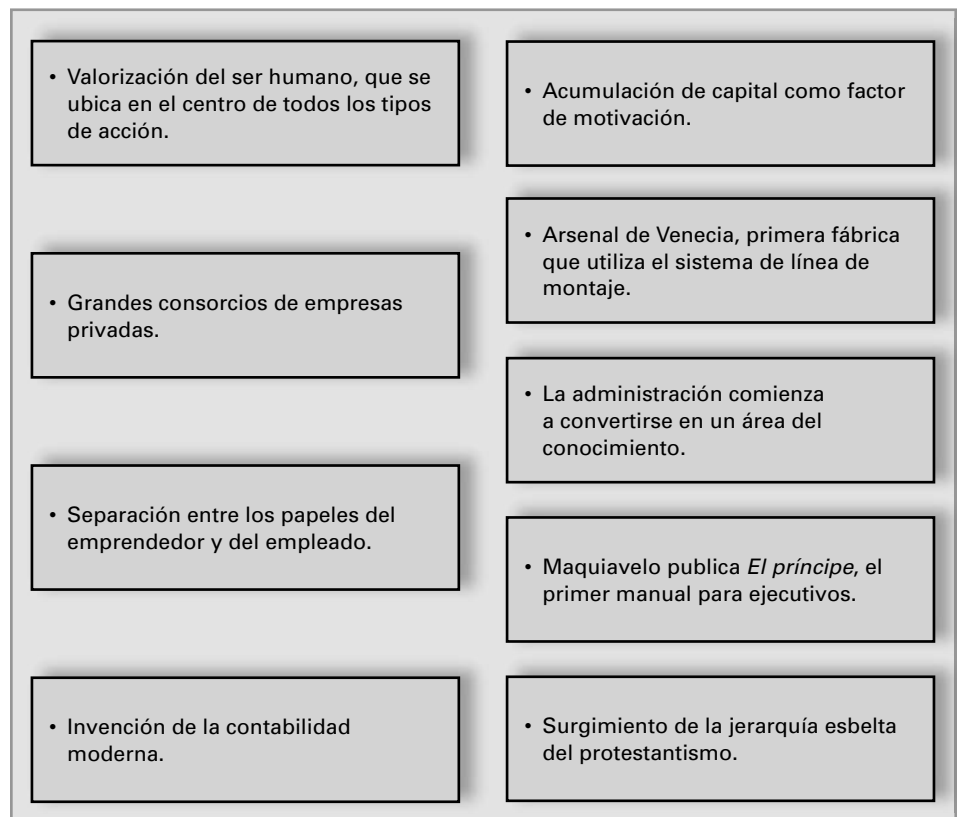 • Valorización del ser humano, que se
ubica en el centro de todos los tipos
de acción.
• Grandes consorcios de empresas
privadas.
• Separación entre los papeles del
emprendedor y del empleado.
• Invención de la contabilidad
moderna.
• Acumulación de capital como factor
de motivación.
• Arsenal de Venecia, primera fábrica
que utiliza el sistema de línea de
montaje.
• La administración comienza
a convertirse en un área del
conocimiento.
• Maquiavelo publica El príncipe, el
primer manual para ejecutivos.
• Surgimiento de la jerarquía esbelta
del protestantismo.